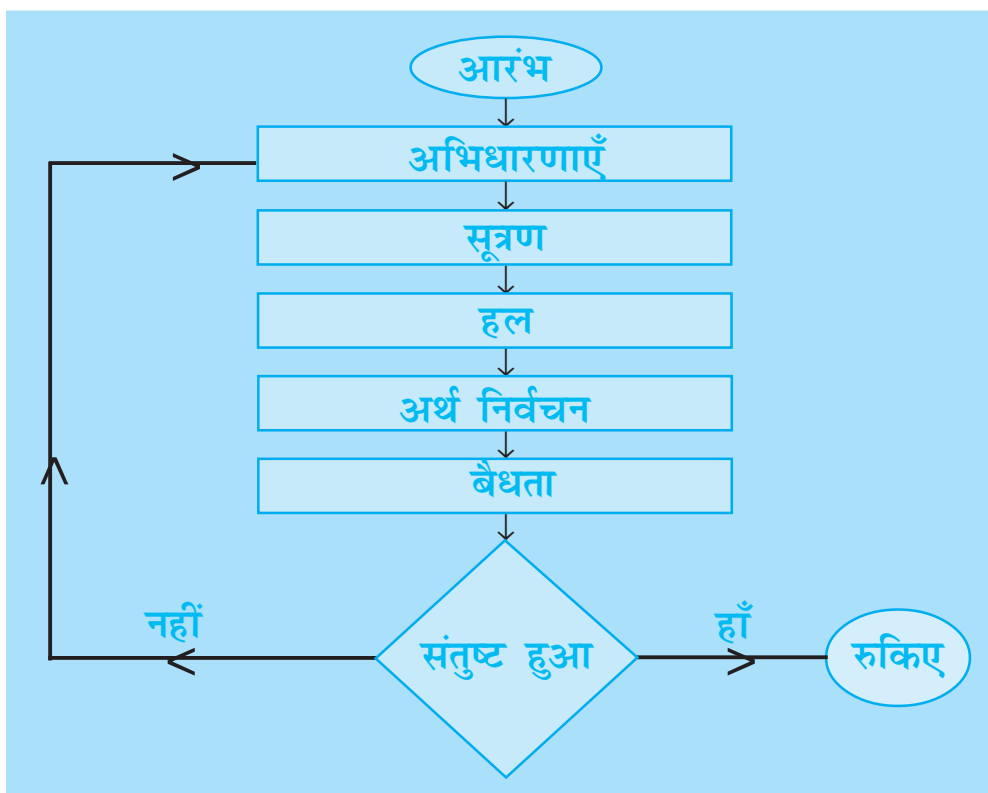 आरंभ
अभिधारणाएँ
सूत्रण
हल
अर्थ निर्वचन
बैधता
संतुष्ट हुआ
नहीं
हाँ
रुकिए